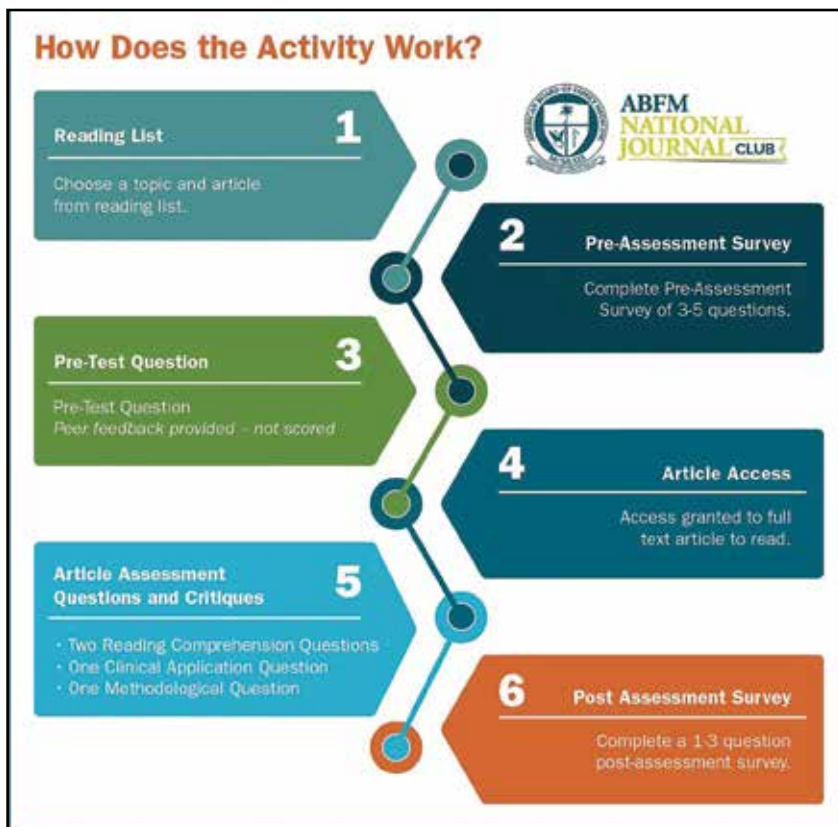 How Does the Activity Work?
ABFM
NATIONAL
JOURNAL CLUB
1
Reading List
Choose a topic and article
from reading list.
2
Pre-Assessment Survey
Complete Pre-Assessment
Survey of 3-5 questions.
3
Pre-Test Question
Pre-Test Question
Peer feedback provided – not scored
4
Article Access
Access granted to full
text article to read.
5
Article Assessment
Questions and Critiques
• Two Reading Comprehension Questions
• One Clinical Application Question
• One Methodological Question
6
Post Assessment Survey
Complete a 1-3 question
post-assessment survey.